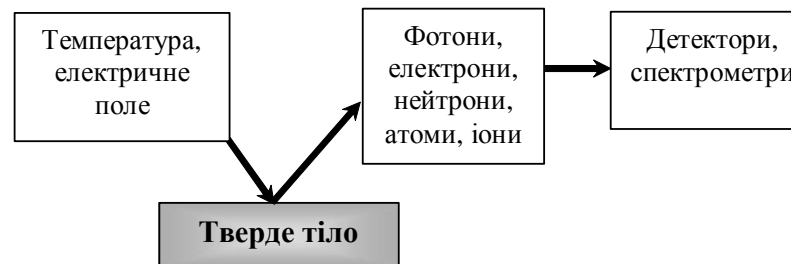 Температура,
електричне
поле
Фотони,
електрони,
нейтрони,
атоми, іони
Детектори,
спектрометри
Тверде тіло